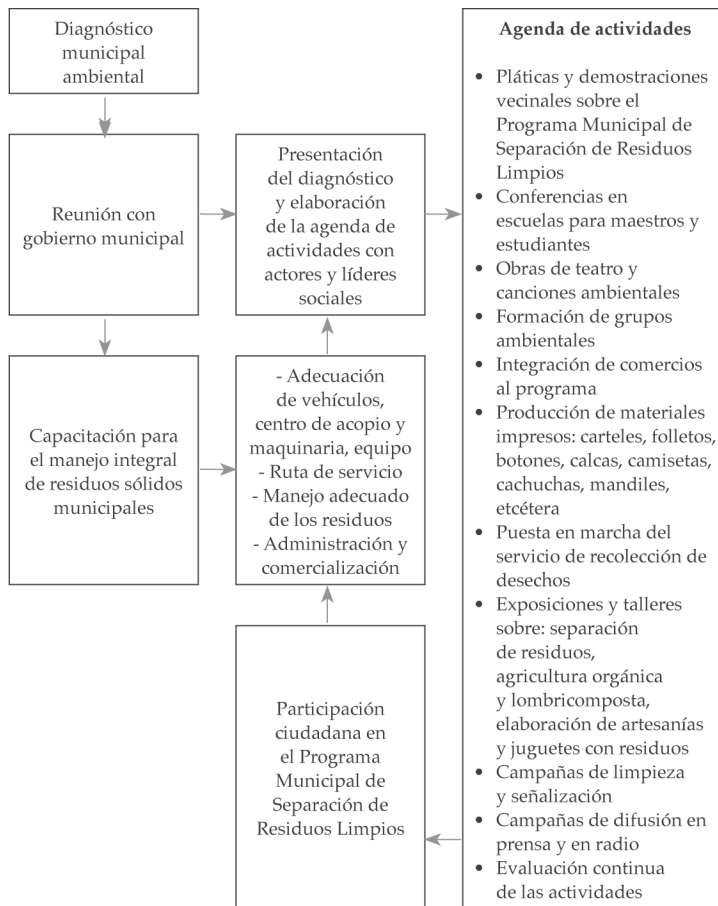 Diagnóstico
municipal
ambiental
Reunión con
gobierno municipal
Presentación
del diagnóstico
y elaboración
de la agenda de
actividades con
actores y líderes
sociales
Capacitación para
el manejo integral
de residuos sólidos
municipales
- Adecuación
de vehículos,
centro de acopio y
maquinaria, equipo
- Ruta de servicio
- Manejo adecuado
de los residuos
- Administración y
comercialización
Participación
ciudadana en
el Programa
Municipal de
Separación de
Residuos Limpios
Agenda de actividades
• Pláticas y demostraciones
vecinales sobre el
Programa Municipal de
Separación de Residuos
Limpios
• Conferencias en
escuelas para maestros y
estudiantes
• Obras de teatro y
canciones ambientales
• Formación de grupos
ambientales
• Integración de comercios
al programa
• Producción de materiales
impresos: carteles, folletos,
botones, calcas, camisetas,
cachuchas, mandiles,
etcétera
• Puesta en marcha del
servicio de recolección de
desechos
• Exposiciones y talleres
sobre: separación
de residuos,
agricultura orgánica
y lombricomposta,
elaboración de artesanías
y juguetes con residuos
• Campañas de limpieza
y señalización
• Campañas de difusión en
prensa y en radio
• Evaluación continua
de las actividades